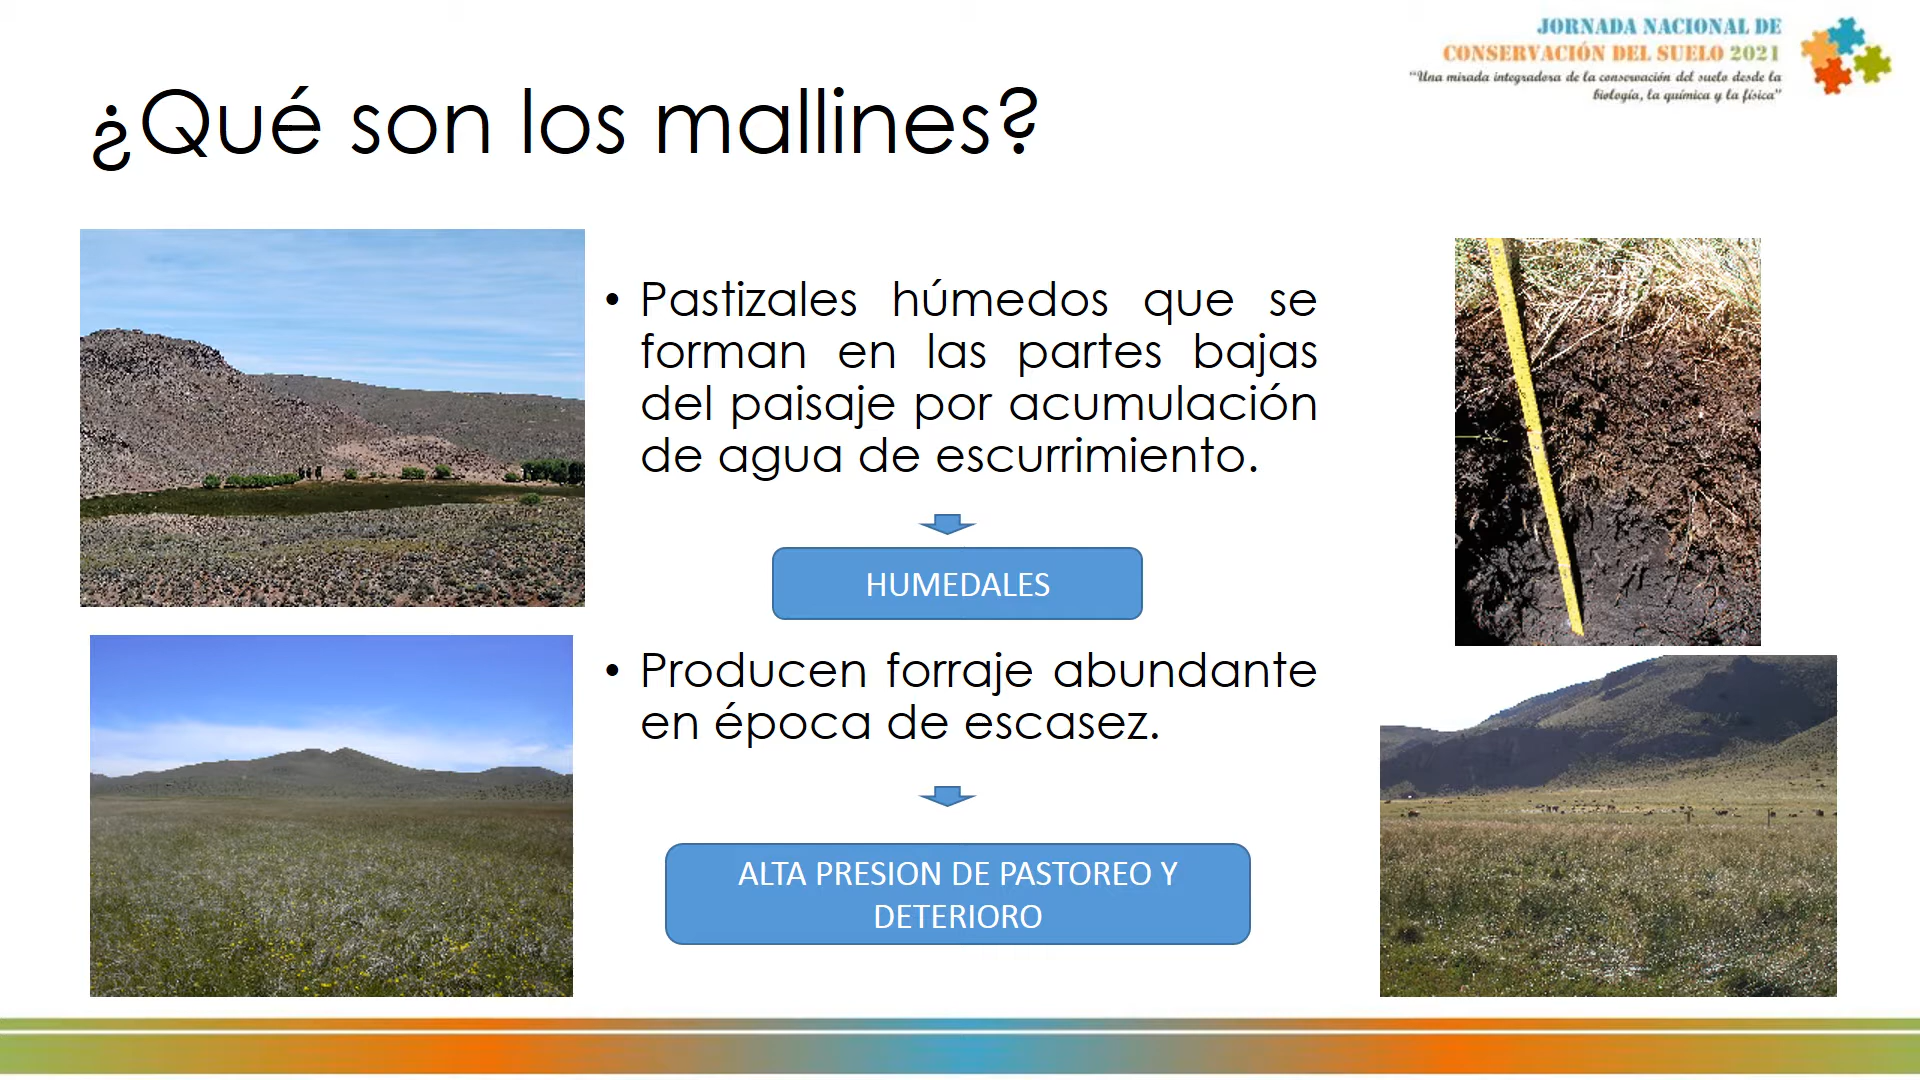 JORNADA NACIONAL DE
CONSERVACIÓN DEL SUELO 2021
“Una mirada integradora de la conservación del suelo desde la
biología, la química y la física”
¿Qué son los mallines?
• Pastizales húmedos que se
forman en las partes bajas
del paisaje por acumulación
de agua de escurrimiento.
HUMEDALES
• Producen forraje abundante
en época de escasez.
ALTA PRESION DE PASTOREO Y
DETERIORO